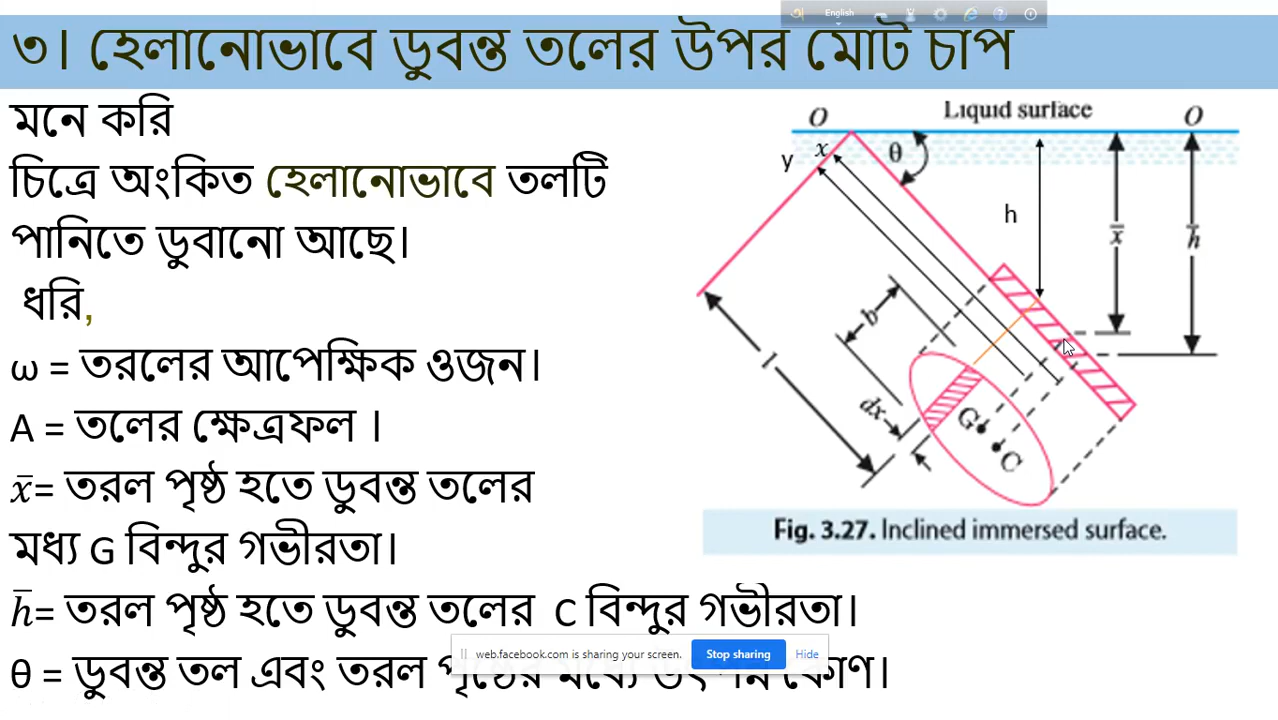 English
৩। হেলানোভাবে ডুবন্ত তলের উপর মোট চাপ
মনে করি
চিত্রে অংকিত হেলানোভাবে তলটি
পানিতে ডুবানো আছে।
ধরি,
ω = তরলের আপেক্ষিক ওজন।
A = তলের ক্ষেত্রফল ।
x̄= তরল পৃষ্ঠ হতে ডুবন্ত তলের
মধ্য G বিন্দুর গভীরতা।
h̄= তরল পৃষ্ঠ হতে ডুবন্ত তলের C বিন্দুর গভীরতা।
θ = ডুবন্ত তল এবং তরল পৃষ্ঠের মধ্যে কোণ।
O Liquid surface O
y x θ
h x̄ h̄
b
l
dx G
C
Fig. 3.27. Inclined immersed surface.
web.facebook.com is sharing your screen. Stop sharing Hide